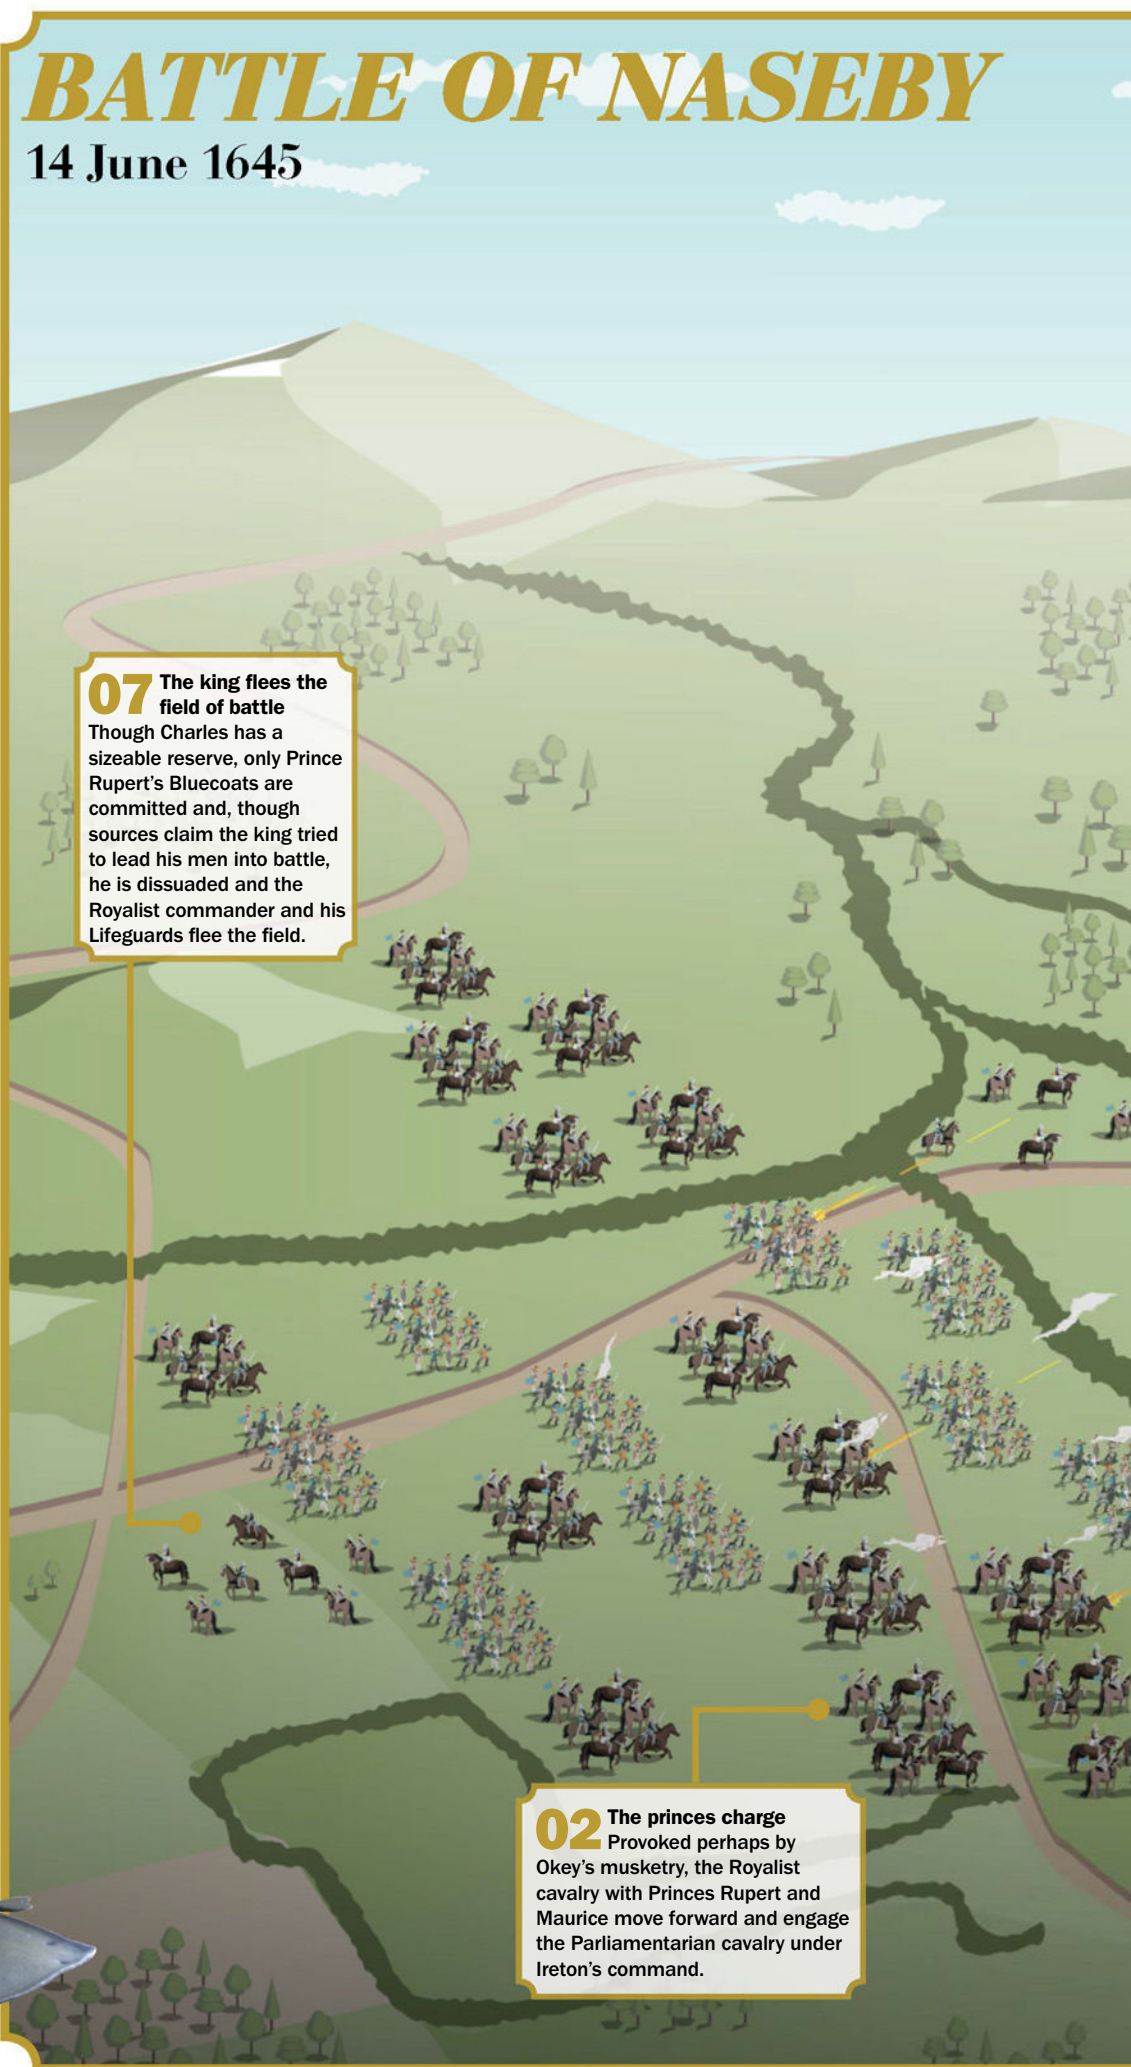 BATTLE OF NASEBY
14 June 1645
07 The king flees the
field of battle
Though Charles has a
sizeable reserve, only Prince
Rupert's Bluecoats are
committed and, though
sources claim the king tried
to lead his men into battle,
he is dissuaded and the
Royalist commander and his
Lifeguards flee the field.
02 The princes charge
Provoked perhaps by
Okey's musketry, the Royalist
cavalry with Princes Rupert and
Maurice move forward and engage
the Parliamentarian cavalry under
Ireton's command.